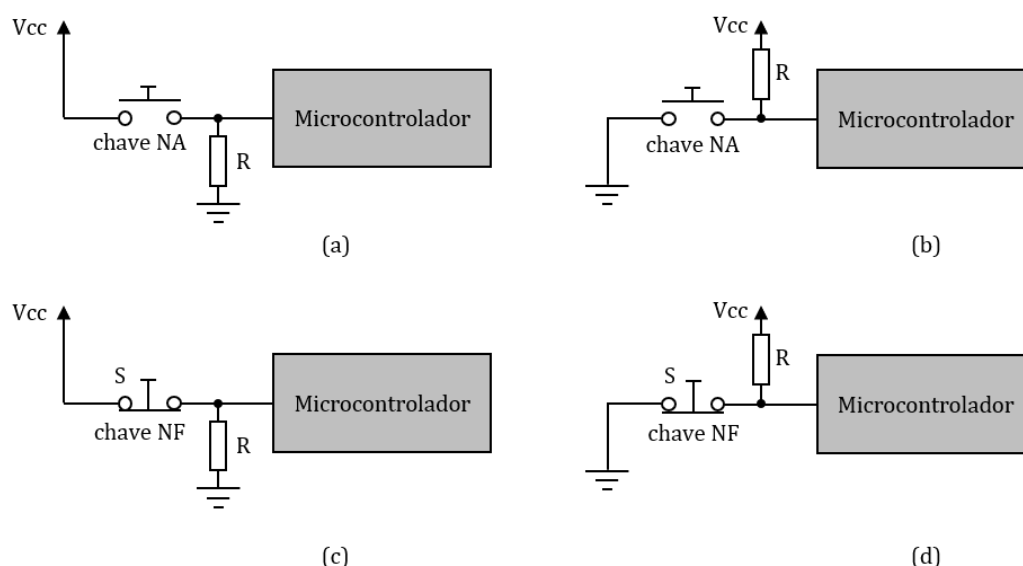 Vcc
chave NA
R
Microcontrolador
(a)
Vcc
R
chave NA
Microcontrolador
(b)
Vcc
S
chave NF
R
Microcontrolador
(c)
Vcc
R
S
chave NF
Microcontrolador
(d)